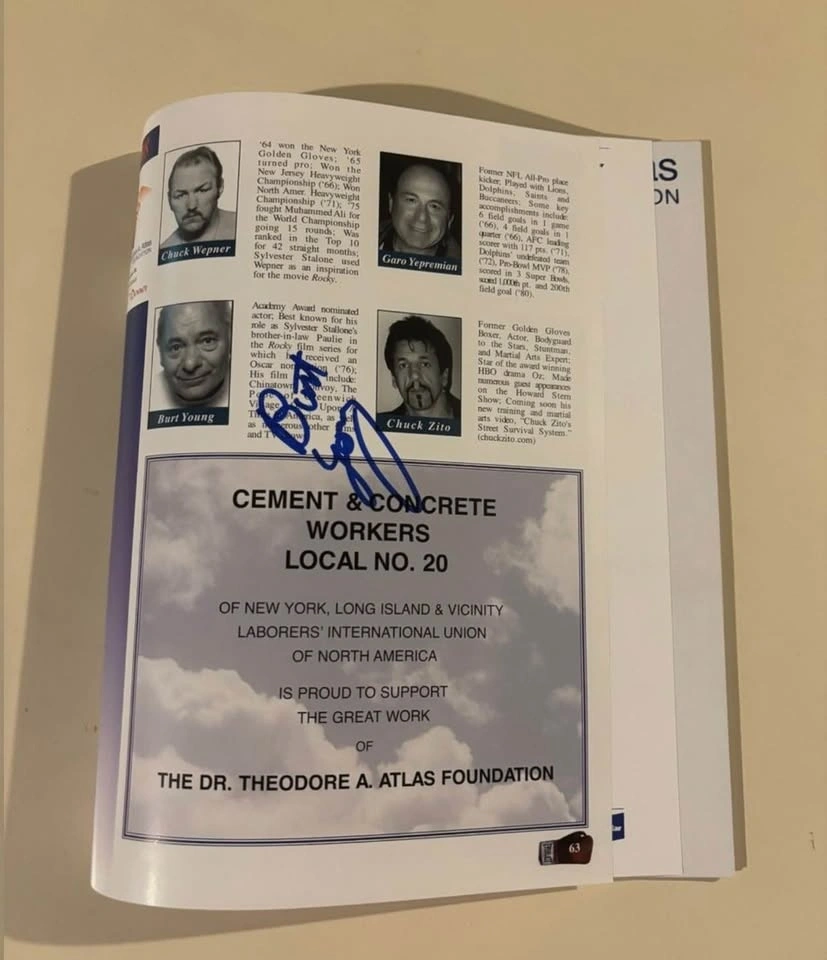 '64 won the New York
Golden Gloves; '65
turned pro; Won the
New Jersey Heavyweight
Championship ('66); Won
North Amer. Heavyweight
Championship ('71); '75
fought Muhammed Ali for
the World Championship
going 15 rounds; Was
ranked in the Top 10
for 42 straight months;
Sylvester Stalone used
Wepner as an inspiration
for the movie Rocky.
Chuck Wepner
Former NFL All-Pro place
kicker; Played with Lions,
Dolphins, Saints and
Buccaneers; Some key
accomplishments include:
6 field goals in 1 game
('66), 4 field goals in 1
quarter ('66), AFC leading
scorer with 117 pts. ('71),
Dolphins' undefeated team
('72), Pro-Bowl MVP ('78),
scored in 3 Super Bowls,
scored 1,000th pt. and 200th
field goal ('80).
Garo Yepremian
Academy Award nominated
actor; Best known for his
role as Sylvester Stallone's
brother-in-law Paulie in
the Rocky film series for
which received an
Oscar ('76);
His film include:
Chinatown, The
Upon
America, as
other
and
Burt Young
Burt
Former Golden Gloves
Boxer, Actor, Bodyguard
to the Stars, Stuntman,
and Martial Arts Expert;
Star of the award winning
HBO drama Oz; Made
numerous guest appearances
on the Howard Stern
Show; Coming soon his
new training and martial
arts video, "Chuck Zito's
Street Survival System."
(chuckzito.com)
Chuck Zito
CEMENT & CONCRETE
WORKERS
LOCAL NO. 20
OF NEW YORK, LONG ISLAND & VICINITY
LABORERS' INTERNATIONAL UNION
OF NORTH AMERICA
IS PROUD TO SUPPORT
THE GREAT WORK
OF
THE DR. THEODORE A. ATLAS FOUNDATION
63